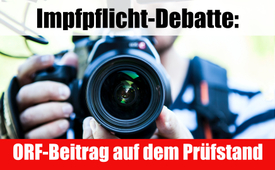 Impfpflicht-Debatte:
ORF-Beitrag auf dem Prüfstand